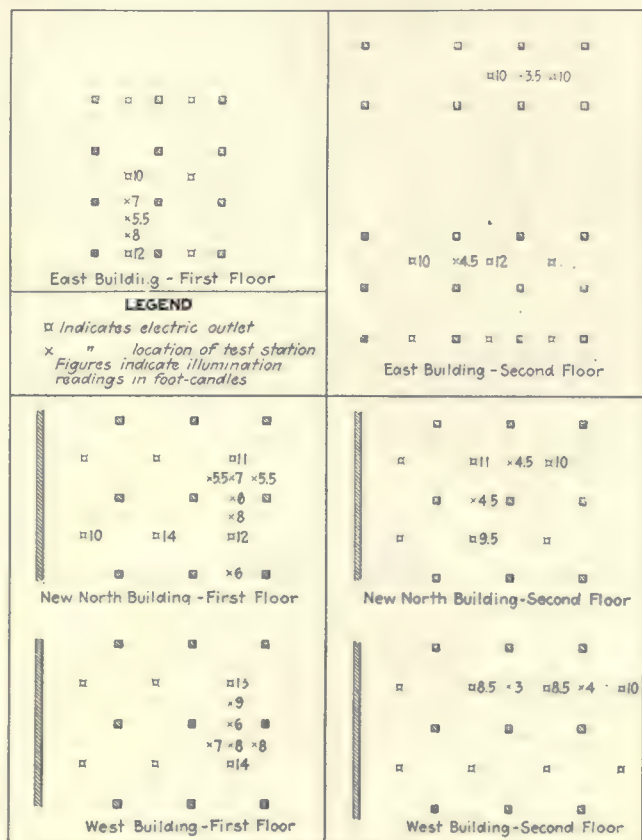 10
7
5.5
8
12
East Building - First Floor
10 3.5 10
10 4.5 12
East Building - Second Floor
LEGEND
¤ Indicates electric outlet
× " location of test station
Figures indicate illumination
readings in foot-candles
11
5.5 7 5.5
8
8
10 14 12
6
New North Building - First Floor
11 4.5 10
4.5
9.5
New North Building - Second Floor
13
9
6
7 8 8
14
West Building - First Floor
8.5 3 8.5 4 10
West Building - Second Floor